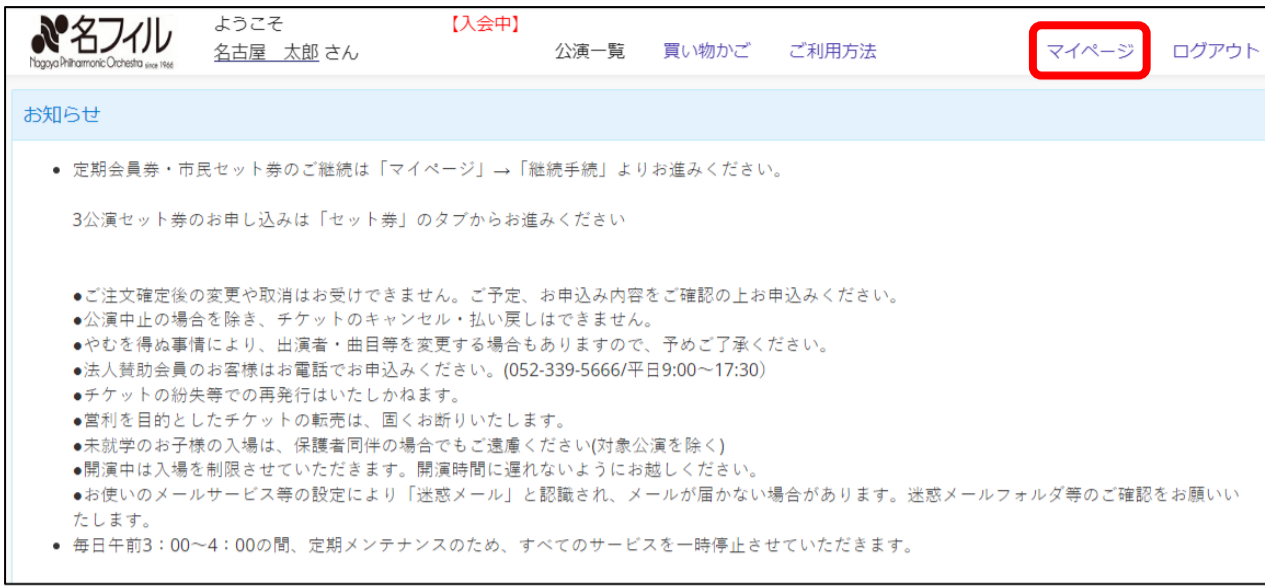 名フィル
Nagoya Philharmonic Orchestra since 1966
ようこそ
【入会中】
名古屋　太郎 さん
公演一覧
買い物かご
ご利用方法
マイページ
ログアウト
お知らせ
• 定期会員券・市民セット券のご継続は「マイページ」→「継続手続」よりお進みください。
3公演セット券のお申し込みは「セット券」のタブからお進みください
●ご注文確定後の変更や取消はお受けできません。ご予定、お申込み内容をご確認の上お申込みください。
●公演中止の場合を除き、チケットのキャンセル・払い戻しはできません。
●やむを得ぬ事情により、出演者・曲目等を変更する場合もありますので、予めご了承ください。
●法人賛助会員のお客様はお電話でお申込みください。(052-339-5666/平日9:00～17:30）
●チケットの紛失等での再発行はいたしかねます。
●営利を目的としたチケットの転売は、固くお断りいたします。
●未就学のお子様の入場は、保護者同伴の場合でもご遠慮ください(対象公演を除く)
●開演中は入場を制限させていただきます。開演時間に遅れないようにお越しください。
●お使いのメールサービス等の設定により「迷惑メール」と認識され、メールが届かない場合があります。迷惑メールフォルダ等のご確認をお願いい
たします。
• 毎日午前3：00～4：00の間、定期メンテナンスのため、すべてのサービスを一時停止させていただきます。